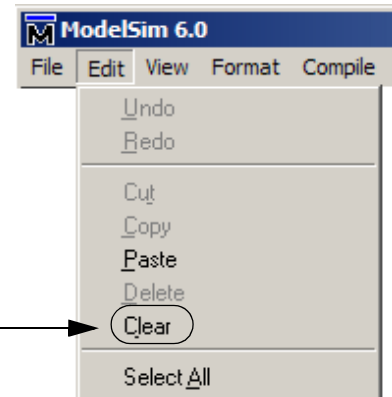 ModelSim 6.0
File Edit View Format Compile
Undo
Redo
Cut
Copy
Paste
Delete
Clear
Select All